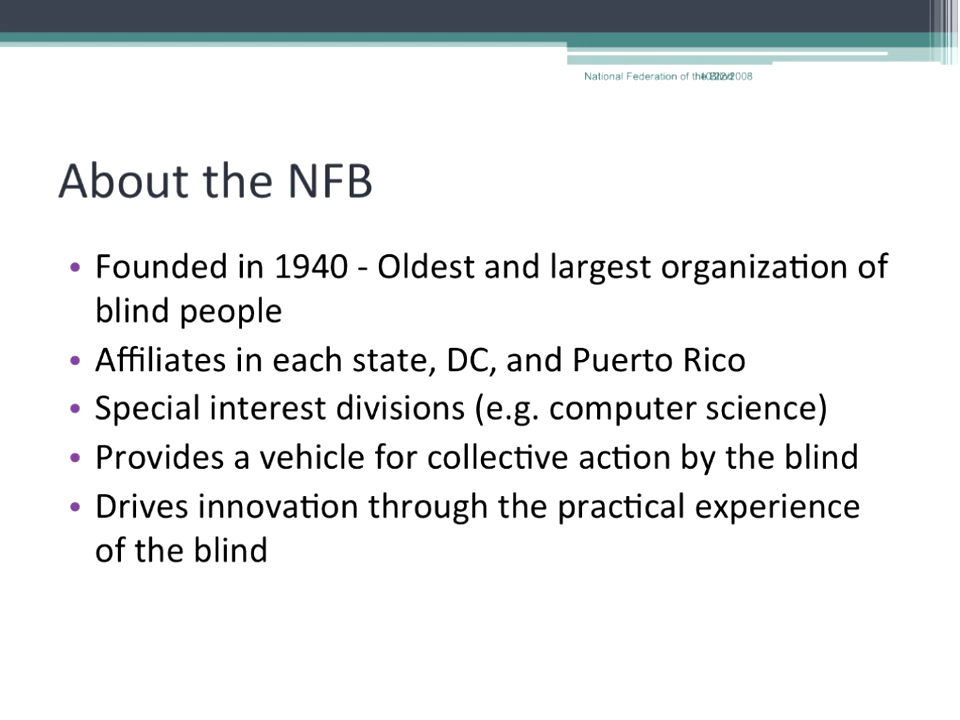 National Federation of the Blind
About the NFB
• Founded in 1940 - Oldest and largest organization of
blind people
• Affiliates in each state, DC, and Puerto Rico
• Special interest divisions (e.g. computer science)
• Provides a vehicle for collective action by the blind
• Drives innovation through the practical experience
of the blind